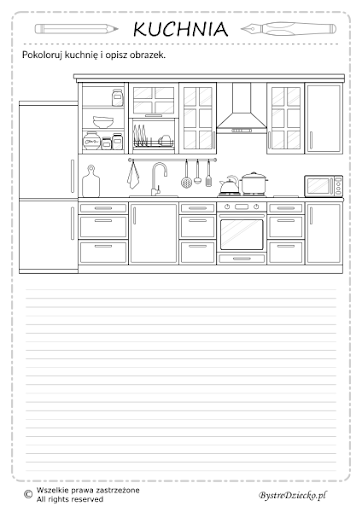 KUCHNIA
Pokoloruj kuchnię i opisz obrazek.
© Wszelkie prawa zastrzeżone
All rights reserved
BystreDziecko.pl